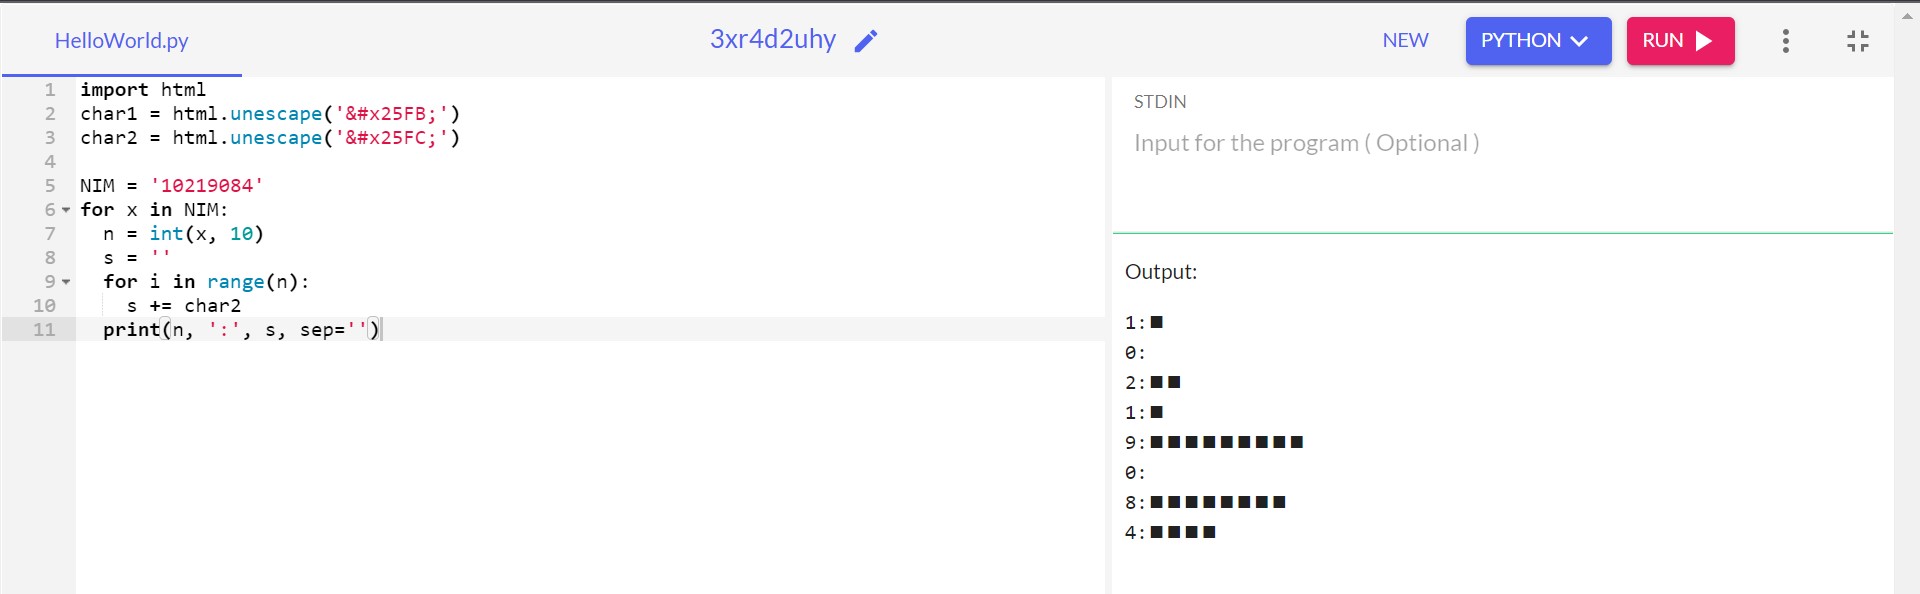 HelloWorld.py
3xr4d2uhy
NEW
PYTHON
RUN
1 import html
2 char1 = html.unescape('&#x25FB;')
3 char2 = html.unescape('&#x25FC;')
4
5 NIM = '10219084'
6 for x in NIM:
7   n = int(x, 10)
8   s = ''
9   for i in range(n):
10     s += char2
11   print(n, ':', s, sep='')
STDIN
Input for the program ( Optional )
Output:
1:◼
0:
2:◼◼
1:◼
9:◼◼◼◼◼◼◼◼◼
0:
8:◼◼◼◼◼◼◼◼
4:◼◼◼◼